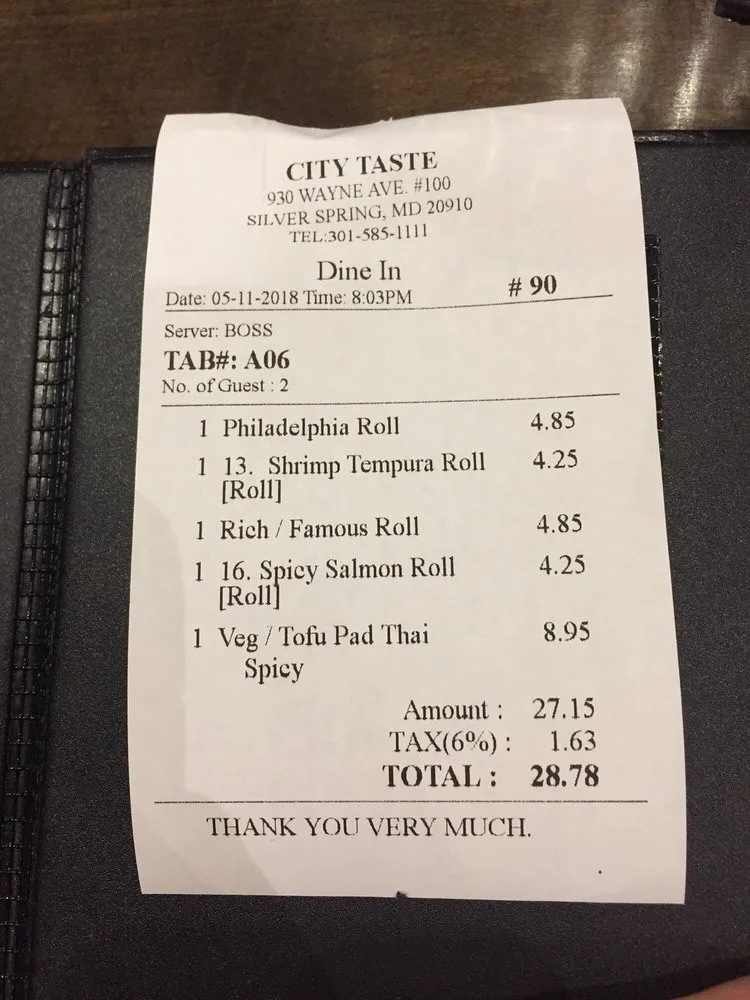 CITY TASTE
930 WAYNE AVE. #100
SILVER SPRING, MD 20910
TEL:301-585-1111
Dine In
Date: 05-11-2018 Time: 8:03PM # 90
Server: BOSS
TAB#: A06
No. of Guest : 2
1 Philadelphia Roll 4.85
1 13. Shrimp Tempura Roll 4.25
[Roll]
1 Rich / Famous Roll 4.85
1 16. Spicy Salmon Roll 4.25
[Roll]
1 Veg / Tofu Pad Thai 8.95
Spicy
Amount : 27.15
TAX(6%) : 1.63
TOTAL : 28.78
THANK YOU VERY MUCH.